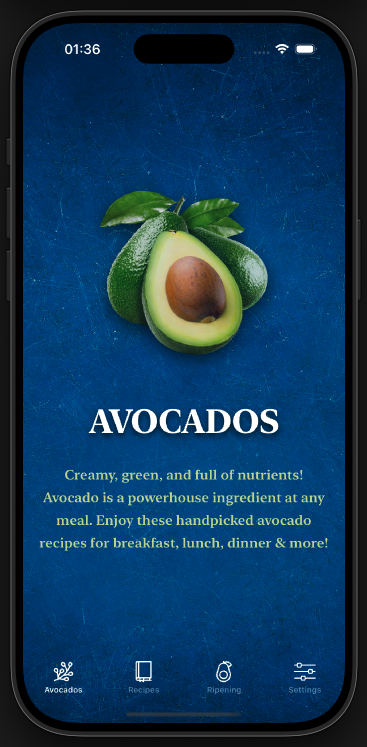 01:36
AVOCADOS
Creamy, green, and full of nutrients!
Avocado is a powerhouse ingredient at any
meal. Enjoy these handpicked avocado
recipes for breakfast, lunch, dinner & more!
Avocados Recipes Ripening Settings